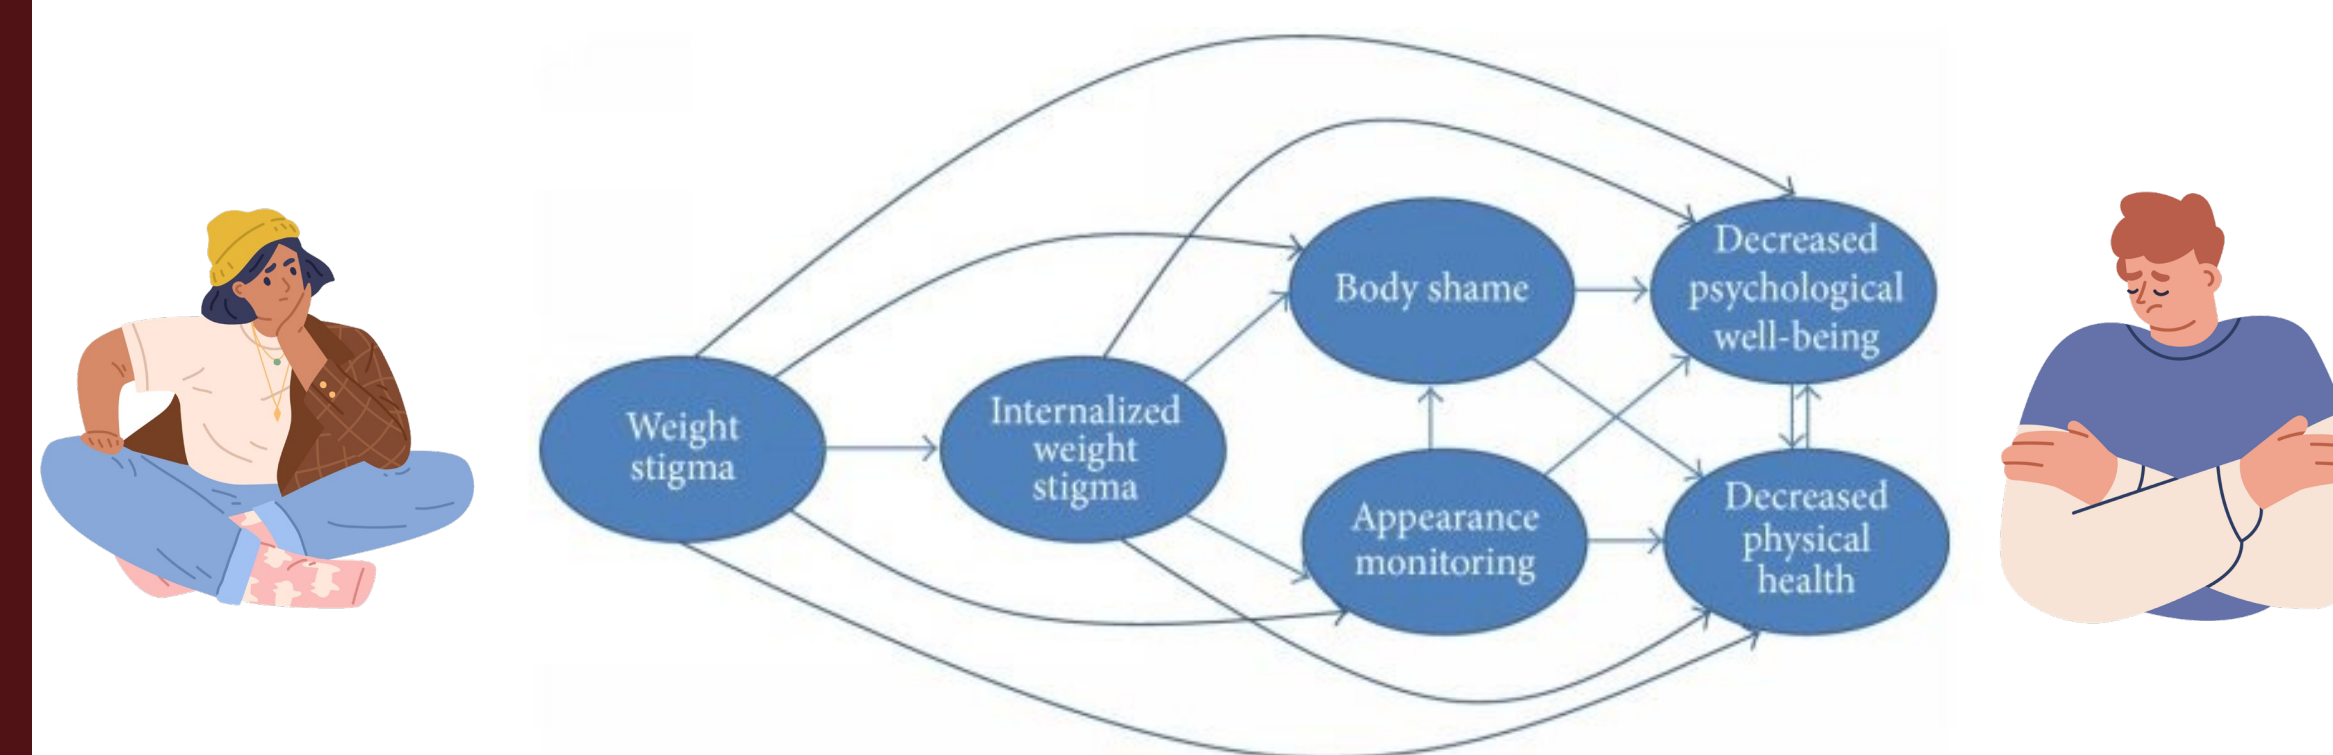 Weight
stigma
Internalized
weight
stigma
Body shame
Appearance
monitoring
Decreased
psychological
well-being
Decreased
physical
health